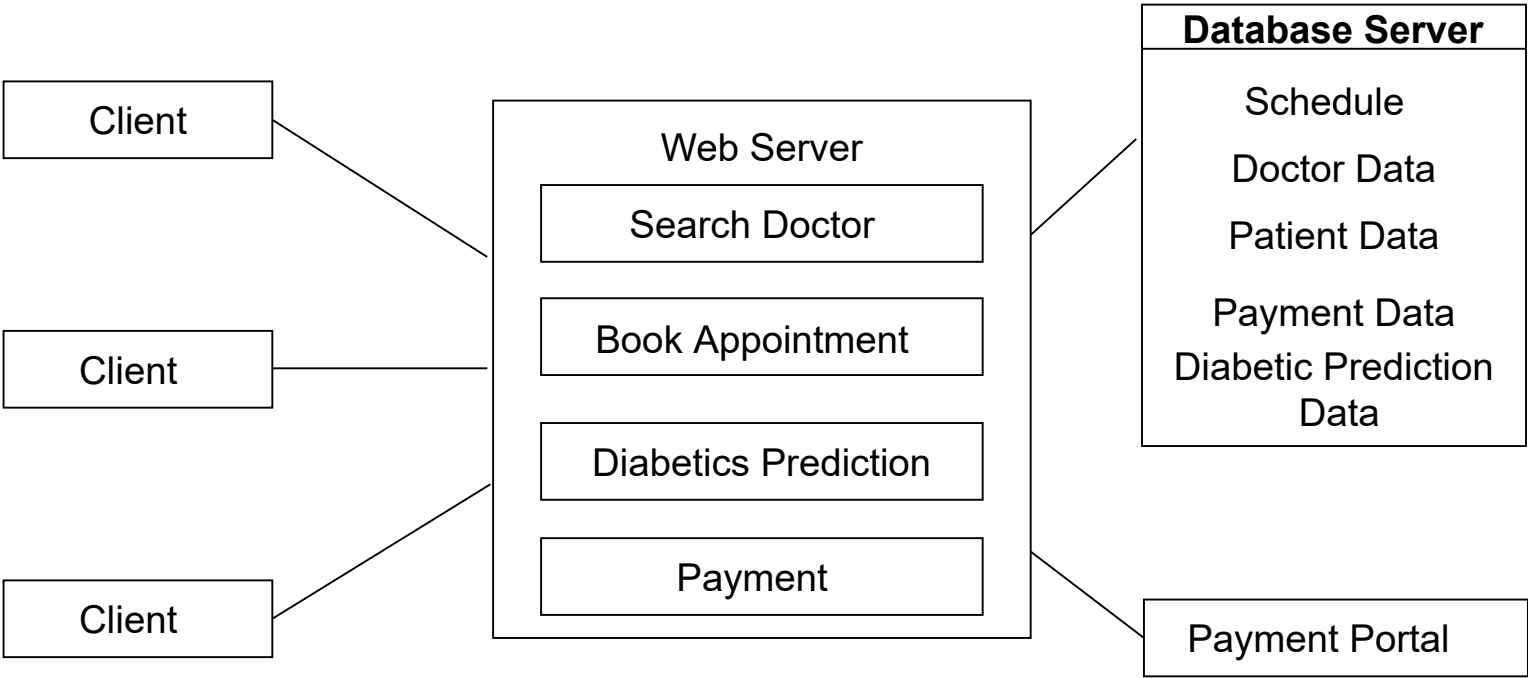 Client
Client
Client
Web Server
Search Doctor
Book Appointment
Diabetics Prediction
Payment
Database Server
Schedule
Doctor Data
Patient Data
Payment Data
Diabetic Prediction
Data
Payment Portal